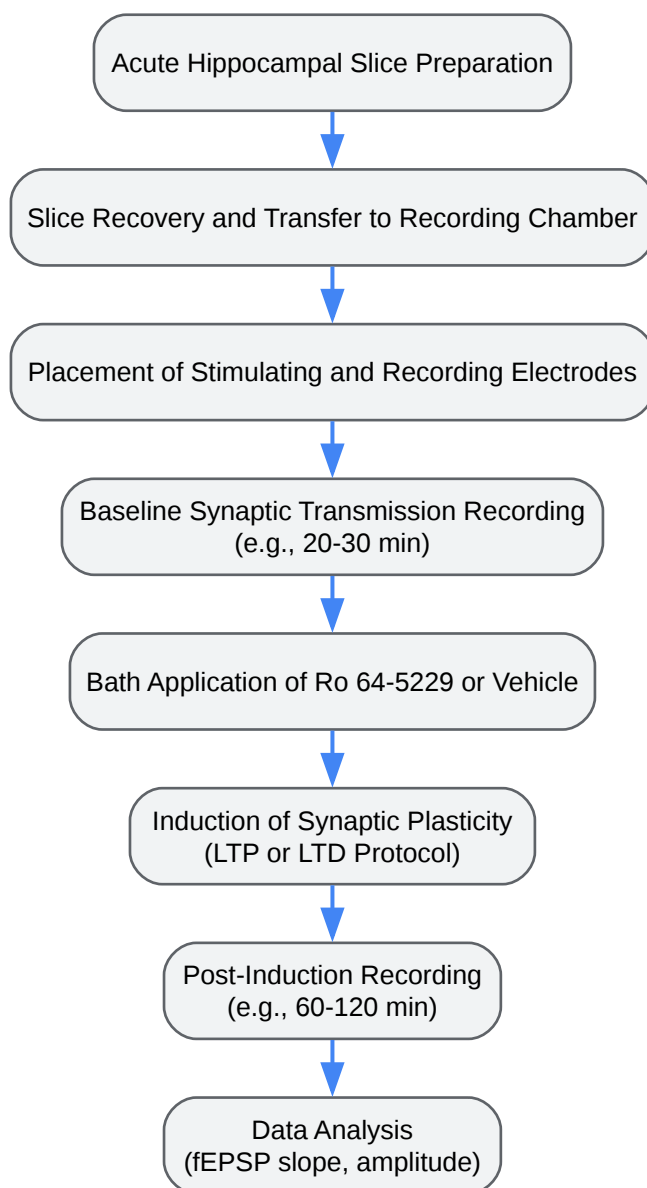 Acute Hippocampal Slice Preparation
Slice Recovery and Transfer to Recording Chamber
Placement of Stimulating and Recording Electrodes
Baseline Synaptic Transmission Recording
(e.g., 20-30 min)
Bath Application of Ro 64-5229 or Vehicle
Induction of Synaptic Plasticity
(LTP or LTD Protocol)
Post-Induction Recording
(e.g., 60-120 min)
Data Analysis
(fEPSP slope, amplitude)